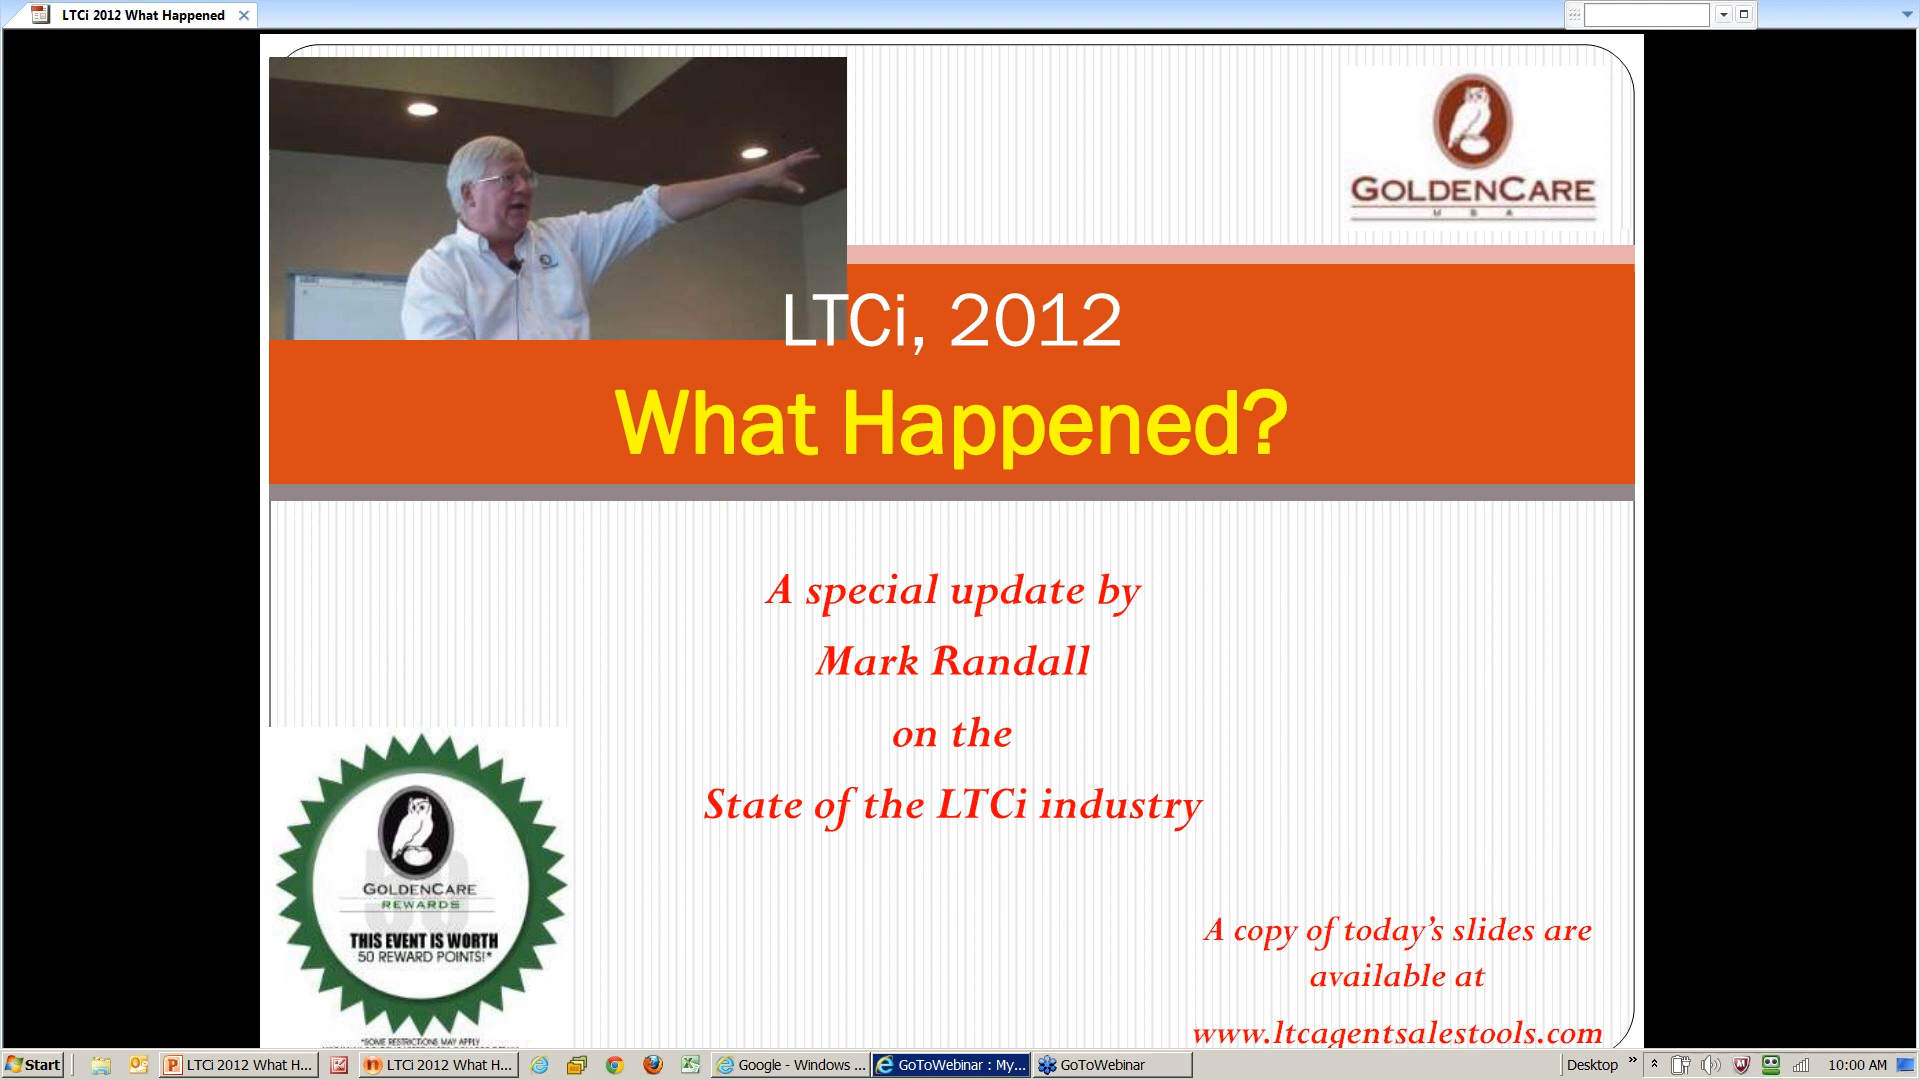 LTCi 2012 What Happened
GOLDENCARE
USA
LTCi, 2012
What Happened?
A special update by
Mark Randall
on the
State of the LTCi industry
GOLDENCARE
REWARDS
THIS EVENT IS WORTH
50 REWARD POINTS!*
*SOME RESTRICTIONS MAY APPLY
A copy of today's slides are
available at
www.ltcagentsalestools.com
Start
LTCi 2012 What H...
LTCi 2012 What H...
Google - Windows ...
GoToWebinar : My...
GoToWebinar
Desktop
10:00 AM